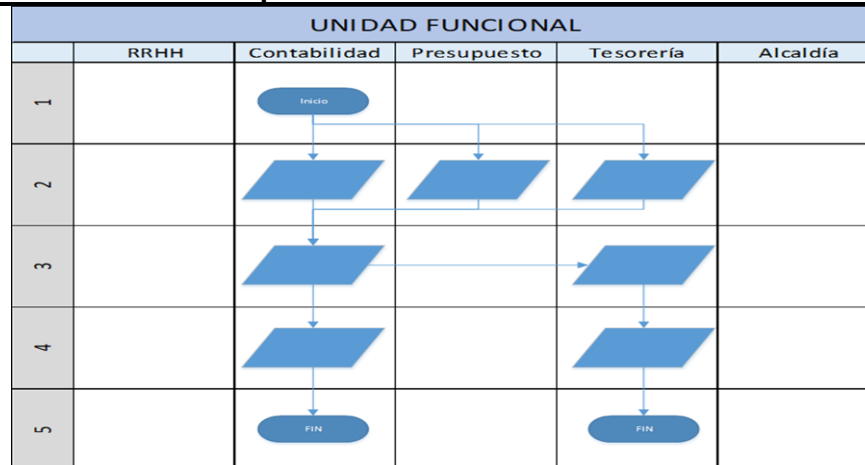 UNIDAD FUNCIONAL
RRHH Contabilidad Presupuesto Tesorería Alcaldía
1
Inicio
2
3
4
5
FIN FIN